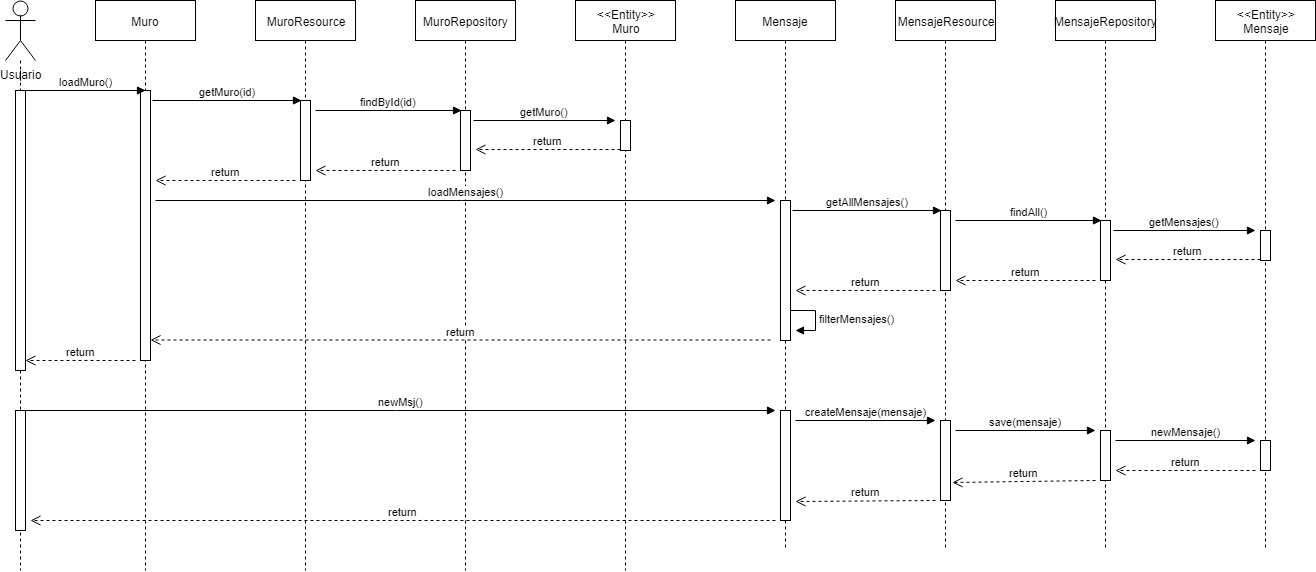 Muro
MuroResource
MuroRepository
<<Entity>>
Muro
Mensaje
MensajeResource
MensajeRepository
<<Entity>>
Mensaje
Usuario
loadMuro()
getMuro(id)
findById(id)
getMuro()
return
return
return
loadMensajes()
getAllMensajes()
findAll()
getMensajes()
return
return
return
filterMensajes()
return
return
newMsj()
createMensaje(mensaje)
save(mensaje)
newMensaje()
return
return
return
return